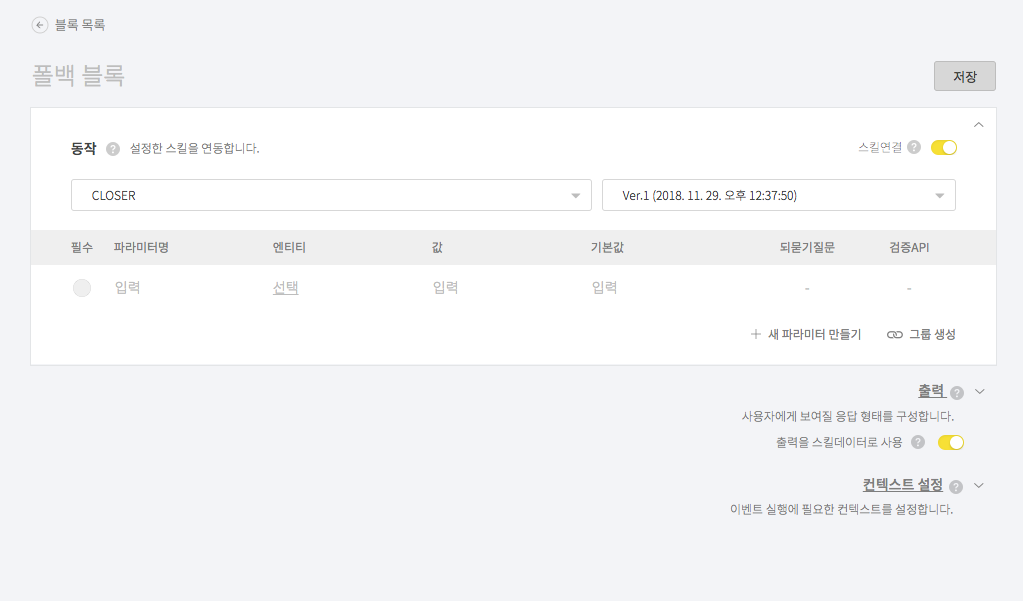 블록 목록
폴백 블록
저장
동작 ? 설정한 스킬을 연동합니다.
스킬연결 ?
CLOSER
Ver.1 (2018. 11. 29. 오후 12:37:50)
필수 파라미터명 엔티티 값 기본값 되묻기질문 검증API
입력 선택 입력 입력 - -
+ 새 파라미터 만들기 그룹 생성
출력 ?
사용자에게 보여질 응답 형태를 구성합니다.
출력을 스킬데이터로 사용 ?
컨텍스트 설정 ?
이벤트 실행에 필요한 컨텍스트를 설정합니다.